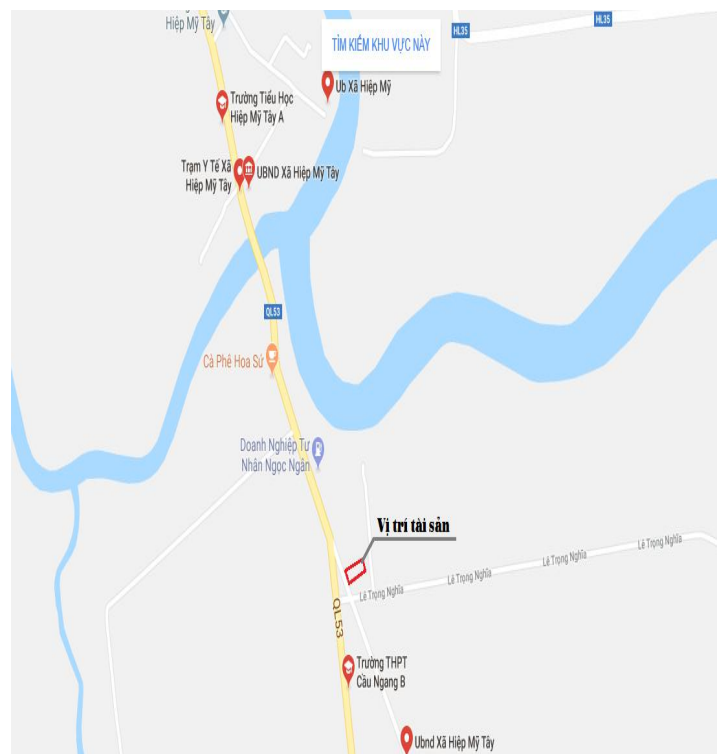 Hiệp Mỹ Tây
TÌM KIẾM KHU VỰC NÀY
HL35
HL35
Ub Xã Hiệp Mỹ
Trường Tiểu Học
Hiệp Mỹ Tây A
Trạm Y Tế Xã
Hiệp Mỹ Tây
UBND Xã Hiệp Mỹ Tây
QL53
Cà Phê Hoa Sứ
Doanh Nghiệp Tư
Nhân Ngọc Ngân
Vị trí tài sản
Lê Trọng Nghĩa
Lê Trọng Nghĩa
Lê Trọng Nghĩa
Lê Trọng Nghĩa
QL53
Trường THPT
Cầu Ngang B
Ubnd Xã Hiệp Mỹ Tây